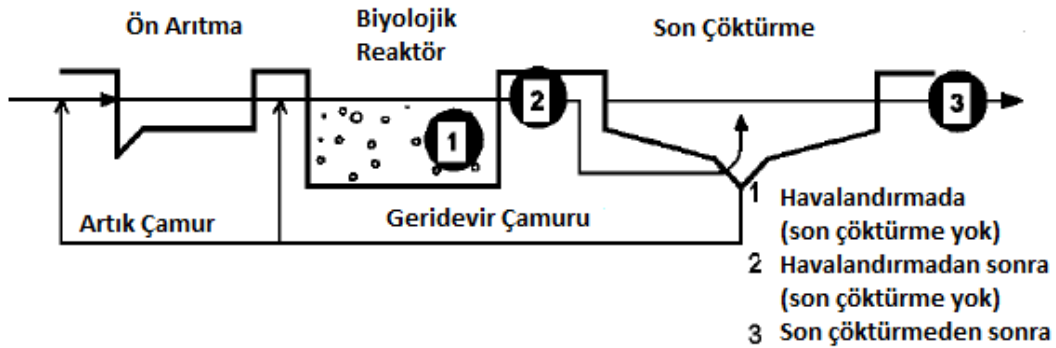 Ön Arıtma
Biyolojik
Reaktör
Son Çöktürme
1
2
3
Artık Çamur
Geridevir Çamuru
1 Havalandırmada
(son çöktürme yok)
2 Havalandırmadan sonra
(son çöktürme yok)
3 Son çöktürmeden sonra